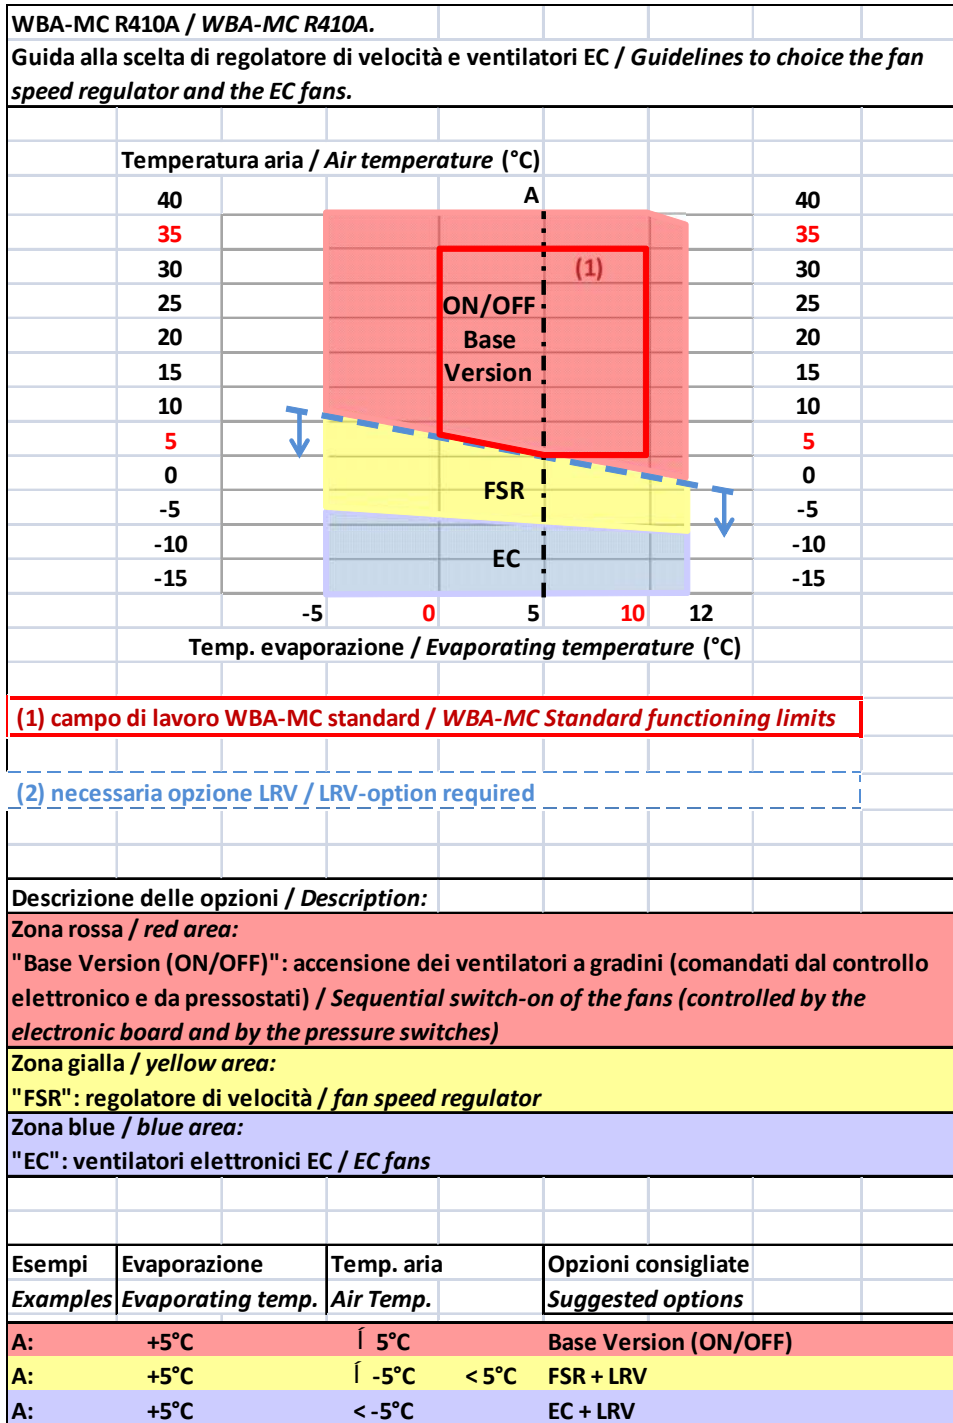 WBA-MC R410A / WBA-MC R410A.
Guida alla scelta di regolatore di velocità e ventilatori EC / Guidelines to choice the fan
speed regulator and the EC fans.
Temperatura aria / Air temperature (°C)
40 A 40
35 35
30 (1) 30
25 ON/OFF 25
20 Base 20
15 Version 15
10 10
5 5
0 0
FSR
-5 -5
-10 EC -10
-15 -15
-5 0 5 10 12
Temp. evaporazione / Evaporating temperature (°C)
(1) campo di lavoro WBA-MC standard / WBA-MC Standard functioning limits
(2) necessaria opzione LRV / LRV-option required
Descrizione delle opzioni / Description:
Zona rossa / red area:
"Base Version (ON/OFF)": accensione dei ventilatori a gradini (comandati dal controllo
elettronico e da pressostati) / Sequential switch-on of the fans (controlled by the
electronic board and by the pressure switches)
Zona gialla / yellow area:
"FSR": regolatore di velocità / fan speed regulator
Zona blue / blue area:
"EC": ventilatori elettronici EC / EC fans
Esempi Evaporazione Temp. aria Opzioni consigliate
Examples Evaporating temp. Air Temp. Suggested options
A: +5°C Í 5°C Base Version (ON/OFF)
A: +5°C Í -5°C < 5°C FSR + LRV
A: +5°C < -5°C EC + LRV